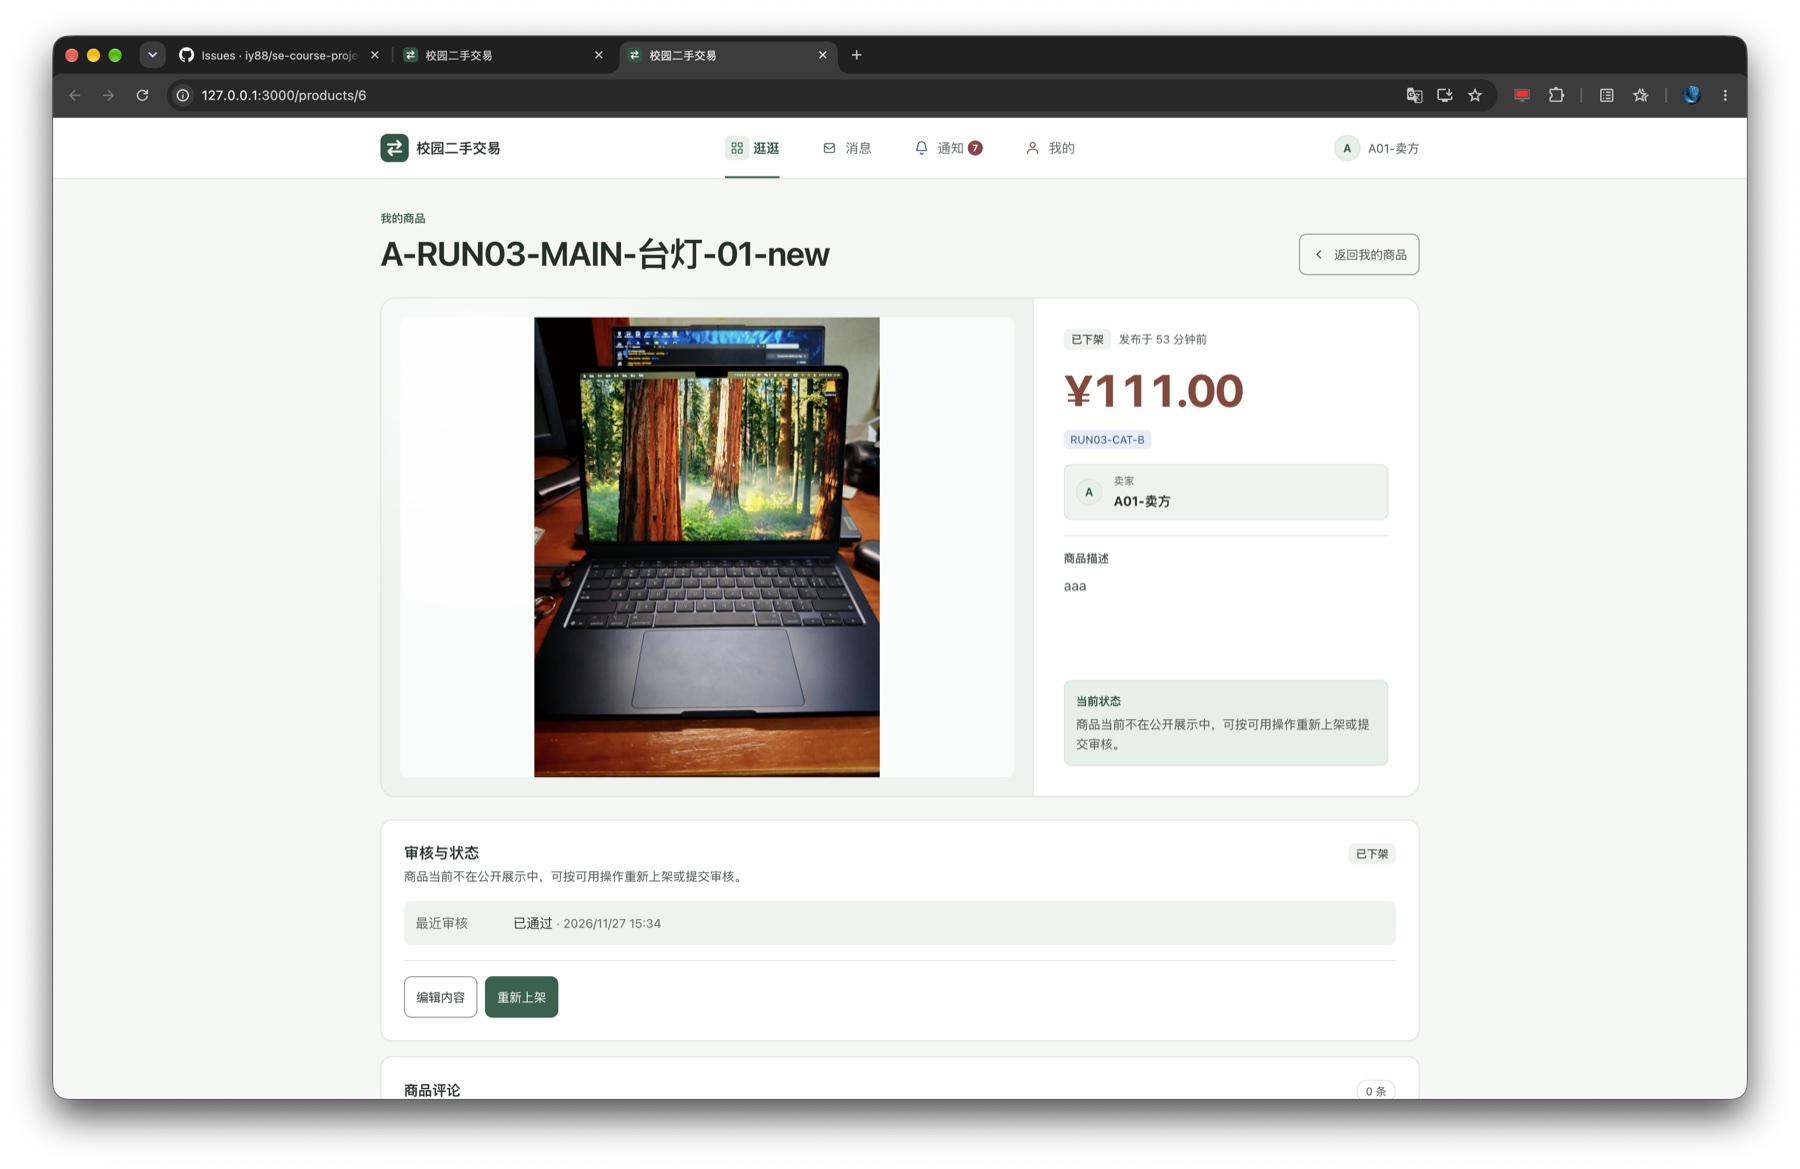 Issues · iy88/se-course-proje
校园二手交易
校园二手交易
127.0.0.1:3000/products/6
校园二手交易
逛逛
消息
通知 7
我的
A A01-卖方
我的商品
A-RUN03-MAIN-台灯-01-new
返回我的商品
已下架 发布于 53 分钟前
¥111.00
RUN03-CAT-B
A
卖家
A01-卖方
商品描述
aaa
当前状态
商品当前不在公开展示中，可按可用操作重新上架或提
交审核。
审核与状态
已下架
商品当前不在公开展示中，可按可用操作重新上架或提交审核。
最近审核 已通过 · 2026/11/27 15:34
编辑内容 重新上架
商品评论
0 条